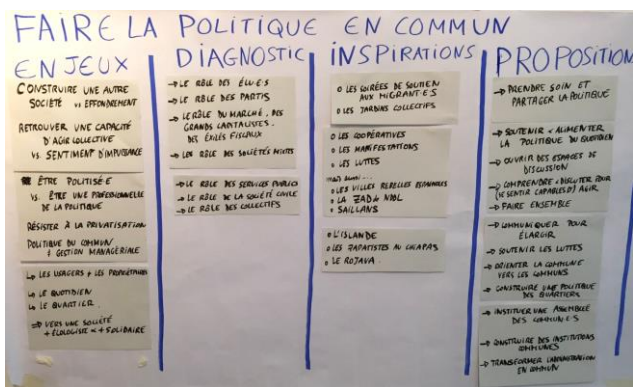 FAIRE LA POLITIQUE EN COMMUN
ENJEUX
CONSTRUIRE UNE AUTRE
SOCIÉTÉ vs EFFONDREMENT
RETROUVER UNE CAPACITÉ
D'AGIR COLLECTIVE
VS. SENTIMENT D'IMPUISSANCE
ÊTRE POLITISÉ·E
VS. ÊTRE UNE PROFESSIONNELLE
DE LA POLITIQUE
RÉSISTER À LA PRIVATISATION
POLITIQUE DU COMMUN
≠ GESTION MANAGÉRIALE
↳ LES USAGERS + LES PROPRIÉTAIRES
↳ LE QUOTIDIEN
↳ LE QUARTIER.
⇒ VERS UNE SOCIÉTÉ
+ ÉCOLOGISTE + SOLIDAIRE
DIAGNOSTIC
→ LE RÔLE DES ÉLU·E·S
→ LE RÔLE DES PARTIS
→ LE RÔLE DU MARCHÉ, DES
GRANDS CAPITALISTES,
DES EXILÉS FISCAUX
→ LES RÔLE DES SOCIÉTÉS MIXTES
→ LE RÔLE DES SERVICES PUBLICS
→ LE RÔLE DE LA SOCIÉTÉ CIVILE
→ LE RÔLE DES COLLECTIFS
INSPIRATIONS
o LES SOIRÉES DE SOUTIEN
AUX MIGRANT·E·S
o LES JARDINS COLLECTIFS
o LES COOPÉRATIVES
o LES MANIFESTATIONS
o LES LUTTES
mais aussi...
o LES VILLES REBELLES ESPAGNOLES
o LA ZAD de NDDL
o SAILLANS
o L'ISLANDE
o LES ZAPATISTES AU CHIAPAS
o LE ROJAVA
PROPOSITION
→ PRENDRE SOIN ET
PARTAGER LA POLITIQUE
→ SOUTENIR + ALIMENTER
LA POLITIQUE DU QUOTIDIEN
→ OUVRIR DES ESPACES DE
DISCUSSION
→ COMPRENDRE + DISCUTER POUR
(SE SENTIR CAPABLES D') AGIR
→ FAIRE ENSEMBLE
→ COMMUNIQUER POUR
ÉLARGIR
→ SOUTENIR LES LUTTES
→ ORIENTER LA COMMUNE
VERS LES COMMUNS
→ CONSTRUIRE UNE POLITIQUE
DES QUARTIERS
→ INSTITUER UNE ASSEMBLÉE
DES COMMUN·E·S
→ CONSTRUIRE DES INSTITUTIONS
COMMUNES
→ TRANSFORMER L'ADMINISTRATION
EN COMMUN